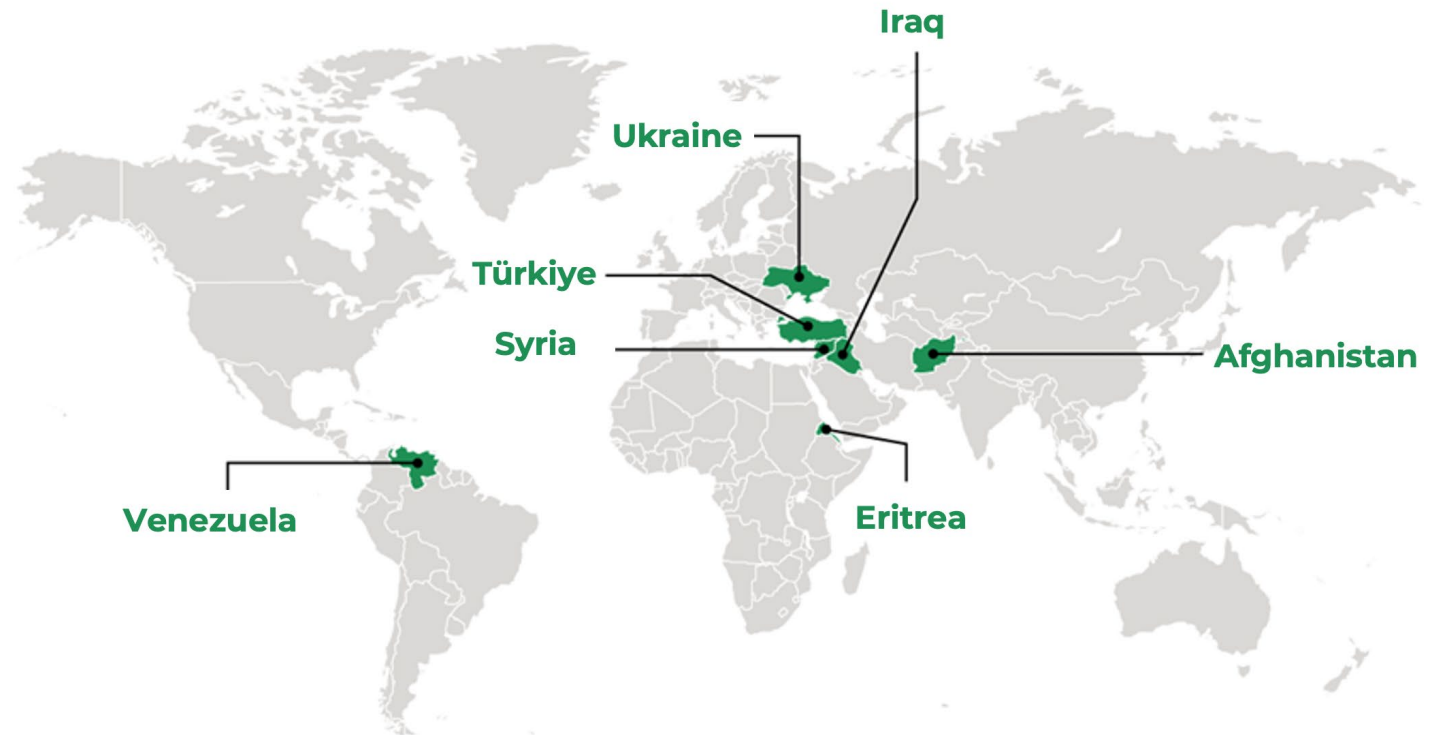 Iraq
Ukraine
Türkiye
Syria
Afghanistan
Venezuela
Eritrea